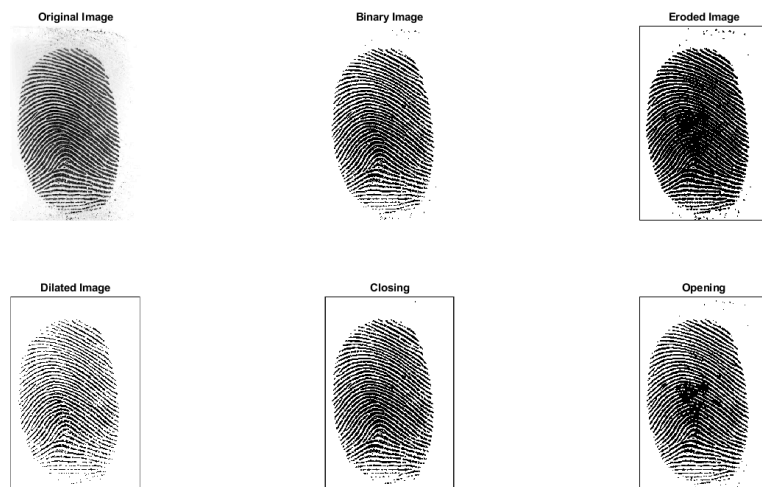 Original Image
Binary Image
Eroded Image
Dilated Image
Closing
Opening